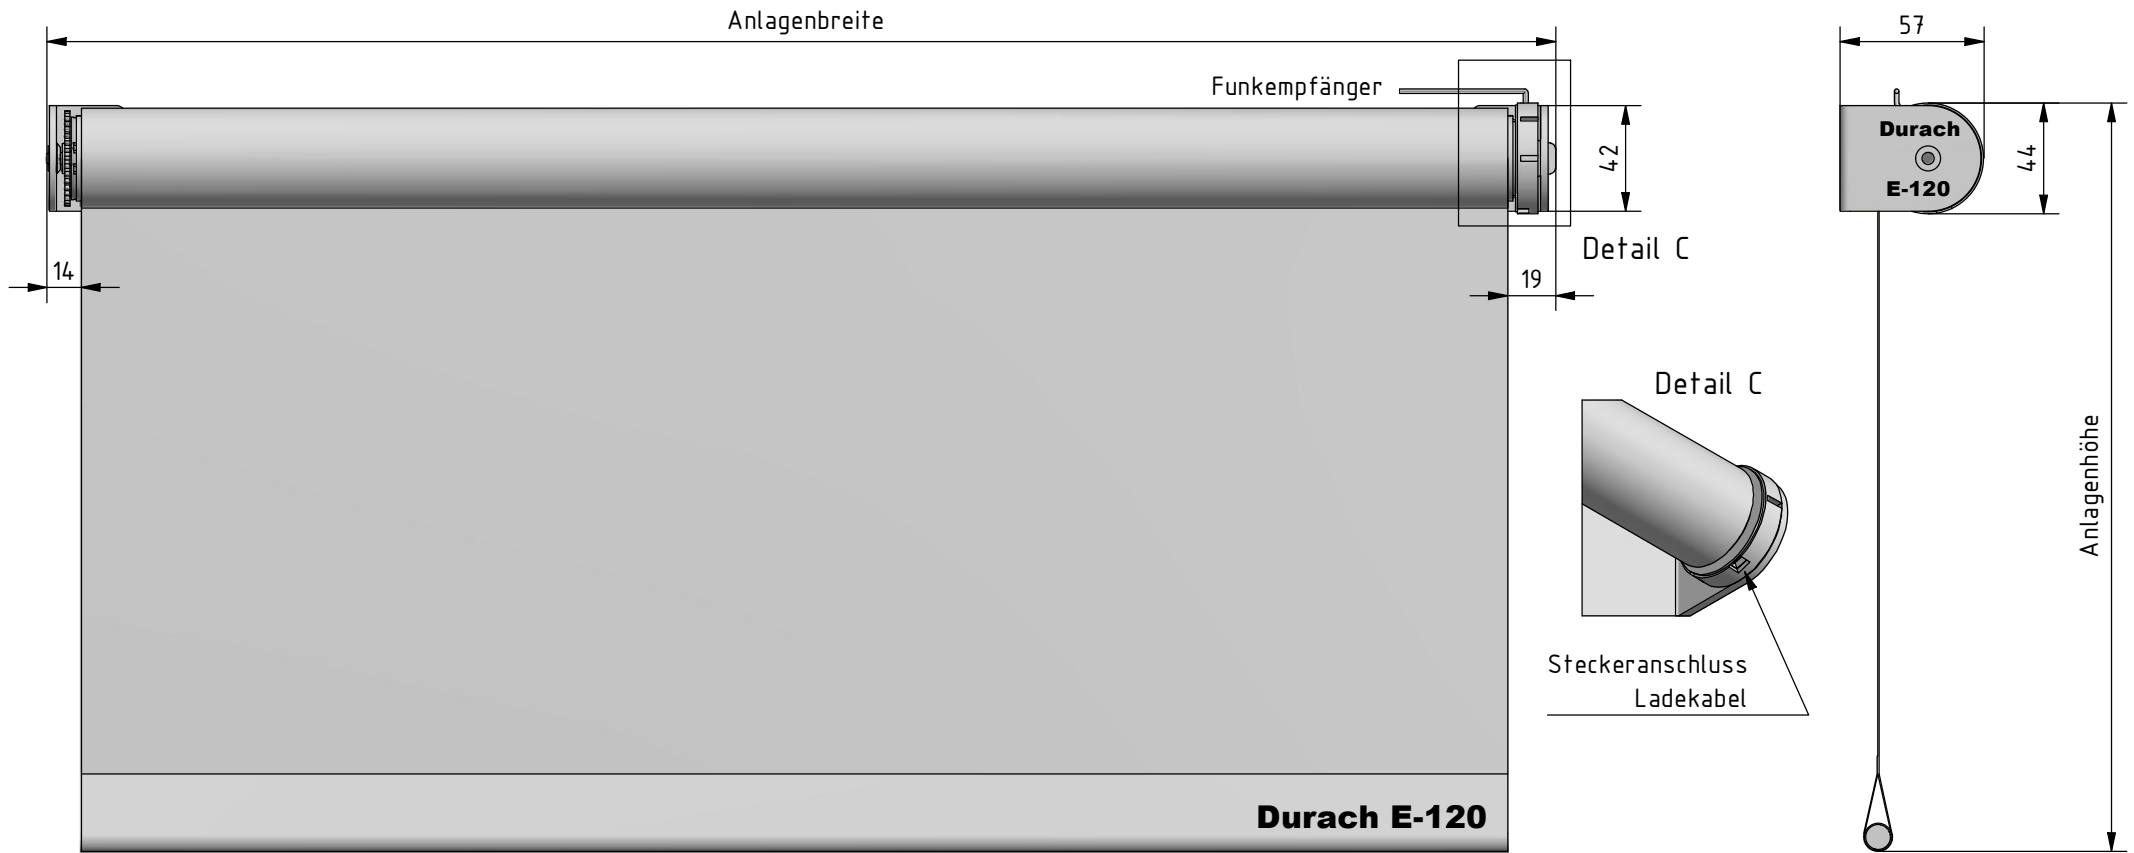 Anlagenbreite
57
Funkempfänger
42
Durach
E-120
44
Detail C
14
19
Detail C
Anlagenhöhe
Steckeranschluss
Ladekabel
Durach E-120